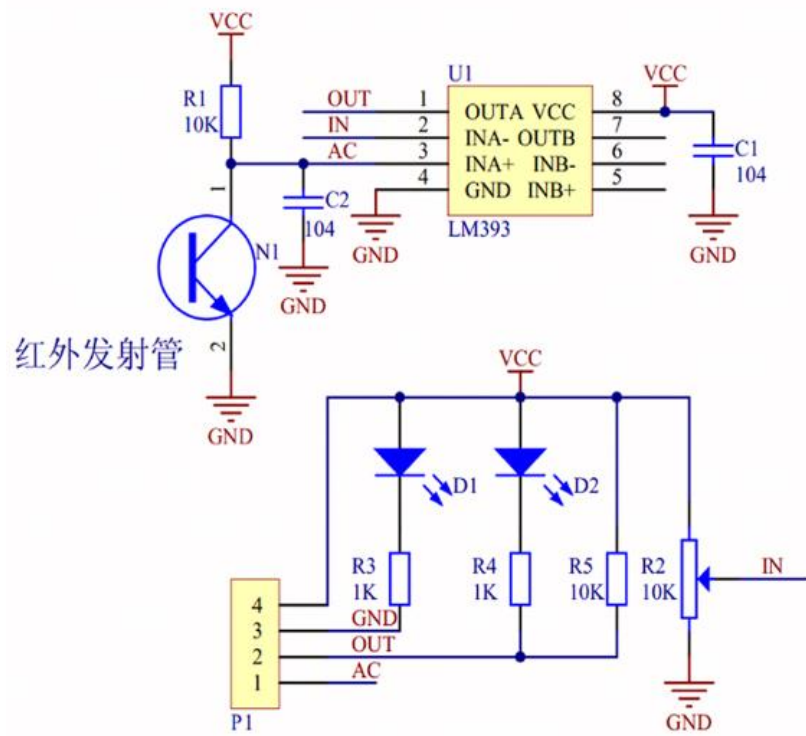 VCC
R1
10K
OUT
IN
AC
1
2
3
4
U1
OUTA VCC
INA- OUTB
INA+ INB-
GND INB+
LM393
8
7
6
5
VCC
C1
104
GND
C2
104
GND
GND
1
N1
2
红外发射管
GND
VCC
D1
D2
R3
1K
R4
1K
R5
10K
R2
10K
IN
4
3
2
1
GND
OUT
AC
P1
GND